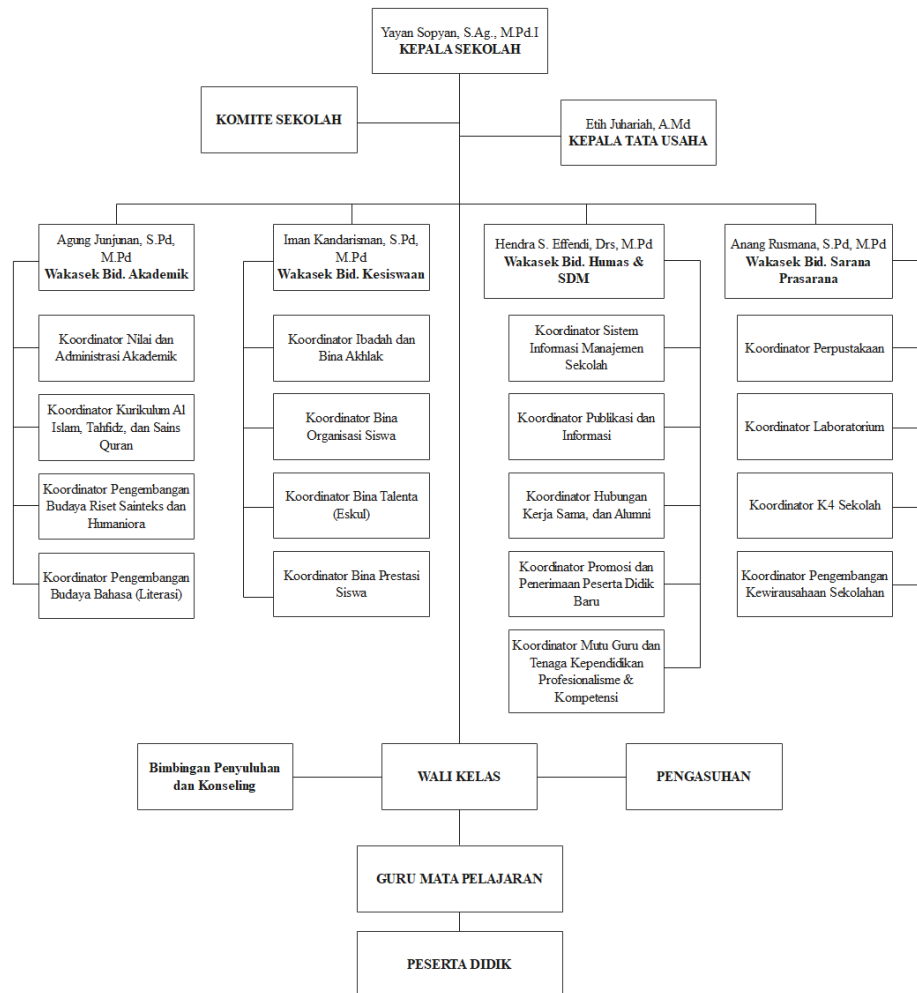 Yayan Sopyan, S.Ag., M.Pd.I
KEPALA SEKOLAH
KOMITE SEKOLAH
Etih Juhariah, A.Md
KEPALA TATA USAHA
Agung Junjunan, S.Pd,
M.Pd
Wakasek Bid. Akademik
Koordinator Nilai dan
Administrasi Akademik
Koordinator Kurikulum Al
Islam, Tahfidz, dan Sains
Quran
Koordinator Pengembangan
Budaya Riset Sainteks dan
Humaniora
Koordinator Pengembangan
Budaya Bahasa (Literasi)
Iman Kandarisman, S.Pd,
M.Pd
Wakasek Bid. Kesiswaan
Koordinator Ibadah dan
Bina Akhlak
Koordinator Bina
Organisasi Siswa
Koordinator Bina Talenta
(Eskul)
Koordinator Bina Prestasi
Siswa
Hendra S. Effendi, Drs, M.Pd
Wakasek Bid. Humas &
SDM
Koordinator Sistem
Informasi Manajemen
Sekolah
Koordinator Publikasi dan
Informasi
Koordinator Hubungan
Kerja Sama, dan Alumni
Koordinator Promosi dan
Penerimaan Peserta Didik
Baru
Koordinator Mutu Guru dan
Tenaga Kependidikan
Profesionalisme &
Kompetensi
Anang Rusmana, S.Pd, M.Pd
Wakasek Bid. Sarana
Prasarana
Koordinator Perpustakaan
Koordinator Laboratorium
Koordinator K4 Sekolah
Koordinator Pengembangan
Kewirausahaan Sekolahan
Bimbingan Penyuluhan
dan Konseling
WALI KELAS
PENGASUHAN
GURU MATA PELAJARAN
PESERTA DIDIK